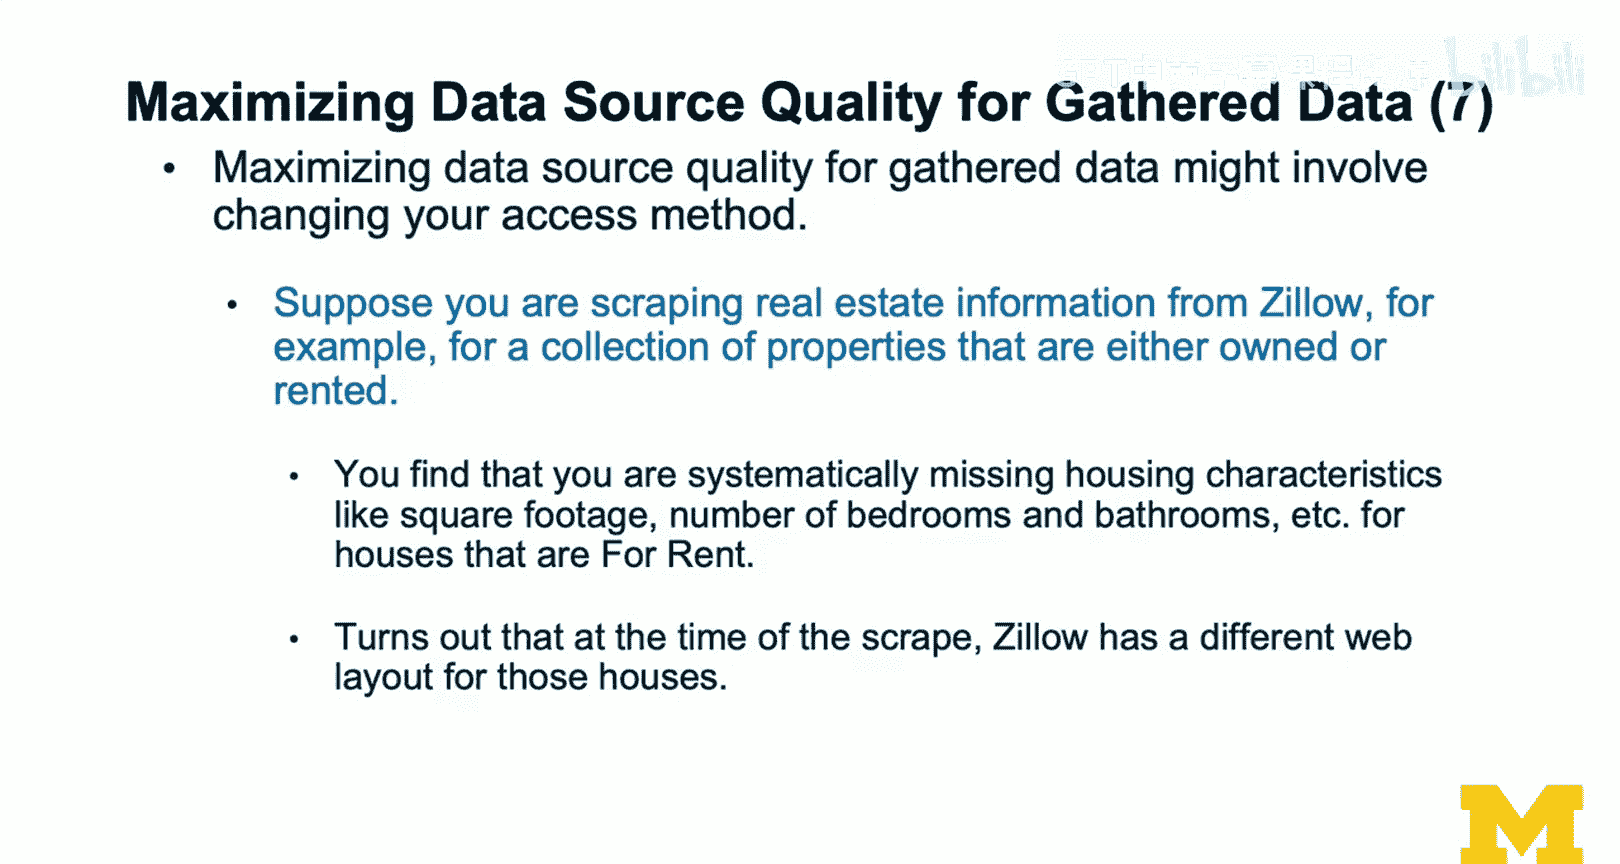 Maximizing Data Source Quality for Gathered Data (7)
• Maximizing data source quality for gathered data might involve
changing your access method.
• Suppose you are scraping real estate information from Zillow, for
example, for a collection of properties that are either owned or
rented.
• You find that you are systematically missing housing characteristics
like square footage, number of bedrooms and bathrooms, etc. for
houses that are For Rent.
• Turns out that at the time of the scrape, Zillow has a different web
layout for those houses.
bilibili
M